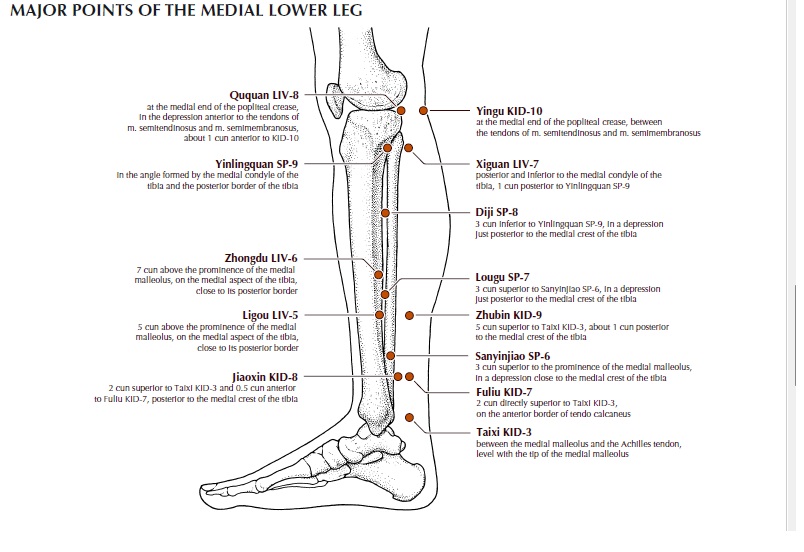 MAJOR POINTS OF THE MEDIAL LOWER LEG
Ququan LIV-8
at the medial end of the popliteal crease,
in the depression anterior to the tendons of
m. semitendinosus and m. semimembranosus,
about 1 cun anterior to KID-10
Yinlingquan SP-9
in the angle formed by the medial condyle of the
tibia and the posterior border of the tibia
Zhongdu LIV-6
7 cun above the prominence of the medial
malleolus, on the medial aspect of the tibia,
close to its posterior border
Ligou LIV-5
5 cun above the prominence of the medial
malleolus, on the medial aspect of the tibia,
close to its posterior border
Jiaoxin KID-8
2 cun superior to Taixi KID-3 and 0.5 cun anterior
to Fuliu KID-7, posterior to the medial crest of the tibia
Yingu KID-10
at the medial end of the popliteal crease, between
the tendons of m. semitendinosus and m. semimembranosus
Xiguan LIV-7
posterior and inferior to the medial condyle of the
tibia, 1 cun posterior to Yinlingquan SP-9
Diji SP-8
3 cun inferior to Yinlingquan SP-9, in a depression
just posterior to the medial crest of the tibia
Lougu SP-7
3 cun superior to Sanyinjiao SP-6, in a depression
just posterior to the medial crest of the tibia
Zhubin KID-9
5 cun superior to Taixi KID-3, about 1 cun posterior
to the medial crest of the tibia
Sanyinjiao SP-6
3 cun superior to the prominence of the medial malleolus,
in a depression close to the medial crest of the tibia
Fuliu KID-7
2 cun directly superior to Taixi KID-3,
on the anterior border of tendo calcaneus
Taixi KID-3
between the medial malleolus and the Achilles tendon,
level with the tip of the medial malleolus